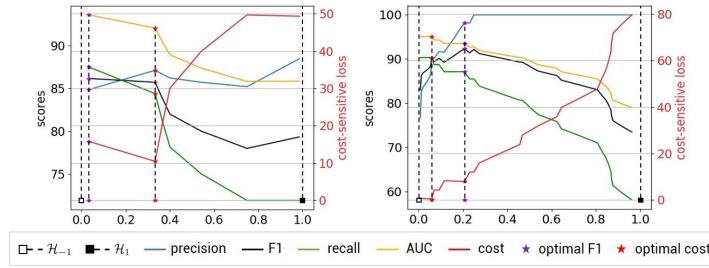 90
85
80
75
scores
50
40
30
20
10
0
cost-sensitive loss
0.0 0.2 0.4 0.6 0.8 1.0
100
90
80
70
60
scores
80
60
40
20
0
cost-sensitive loss
0.0 0.2 0.4 0.6 0.8 1.0
ℋ₋₁ ℋ₁ precision F1 recall AUC cost optimal F1 optimal cost